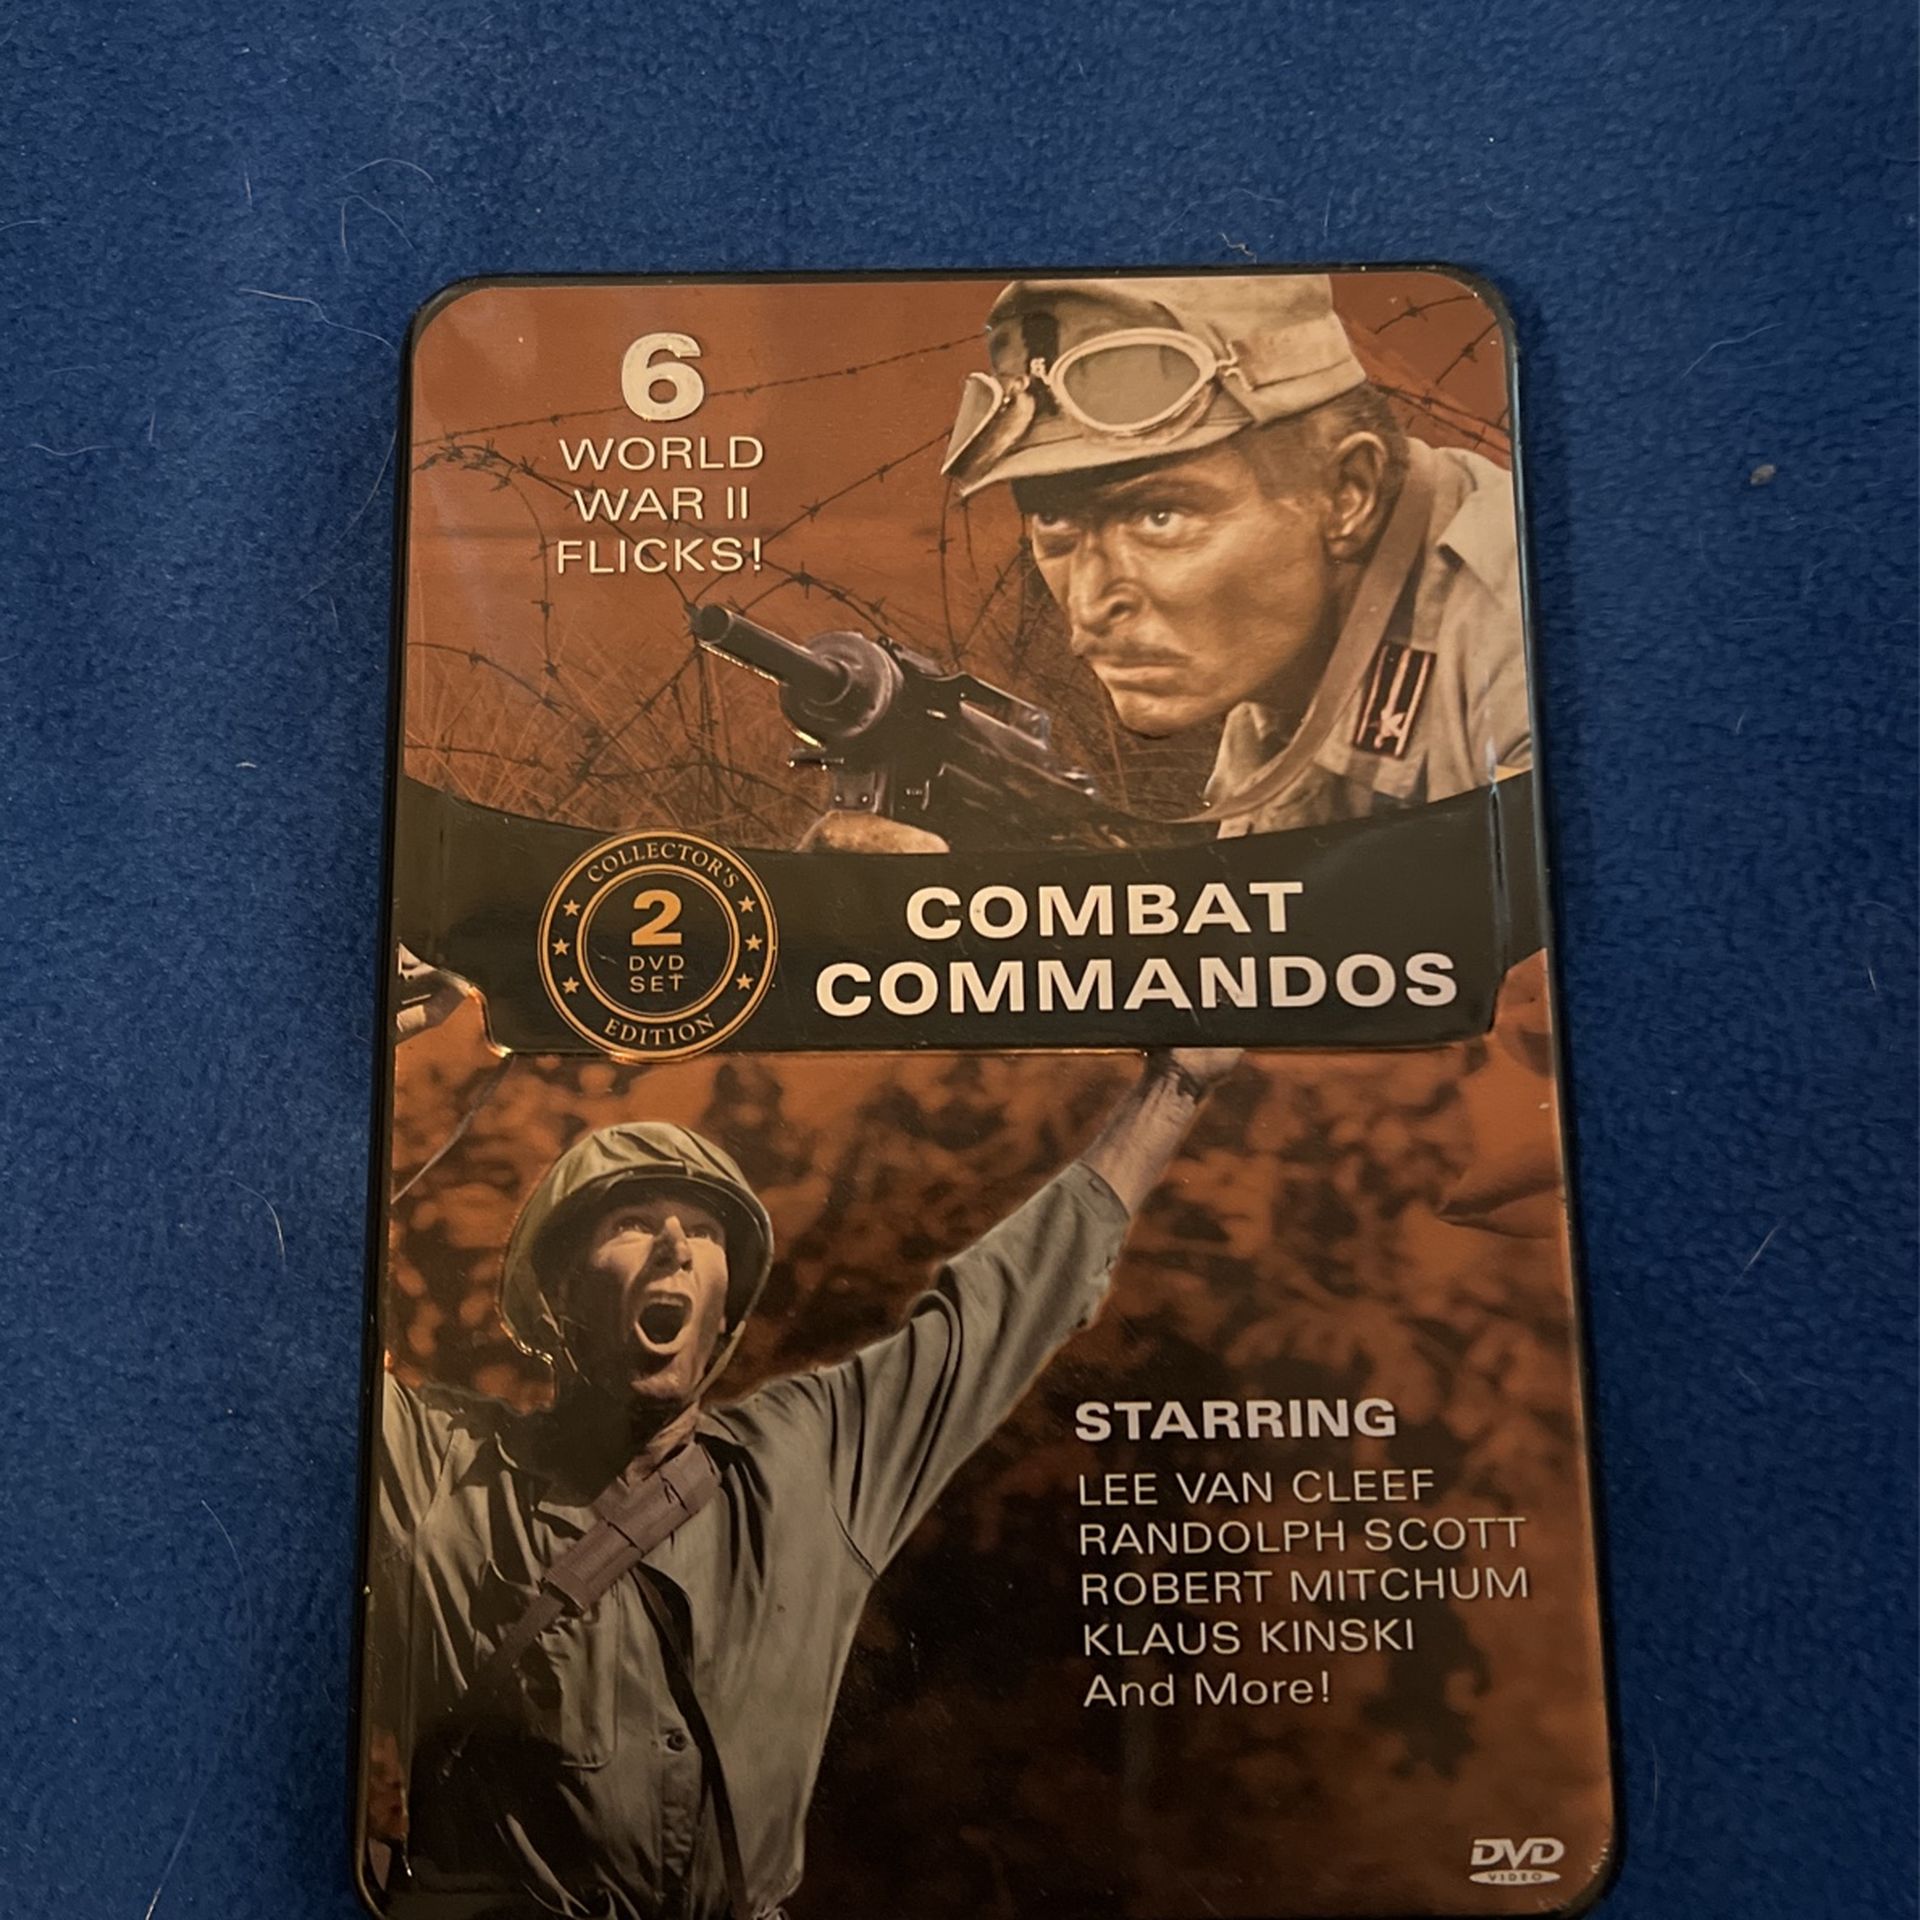 6
WORLD
WAR II
FLICKS!
COLLECTOR'S
2
DVD
SET
EDITION
COMBAT
COMMANDOS
STARRING
LEE VAN CLEEF
RANDOLPH SCOTT
ROBERT MITCHUM
KLAUS KINSKI
And More!
DVD
VIDEO